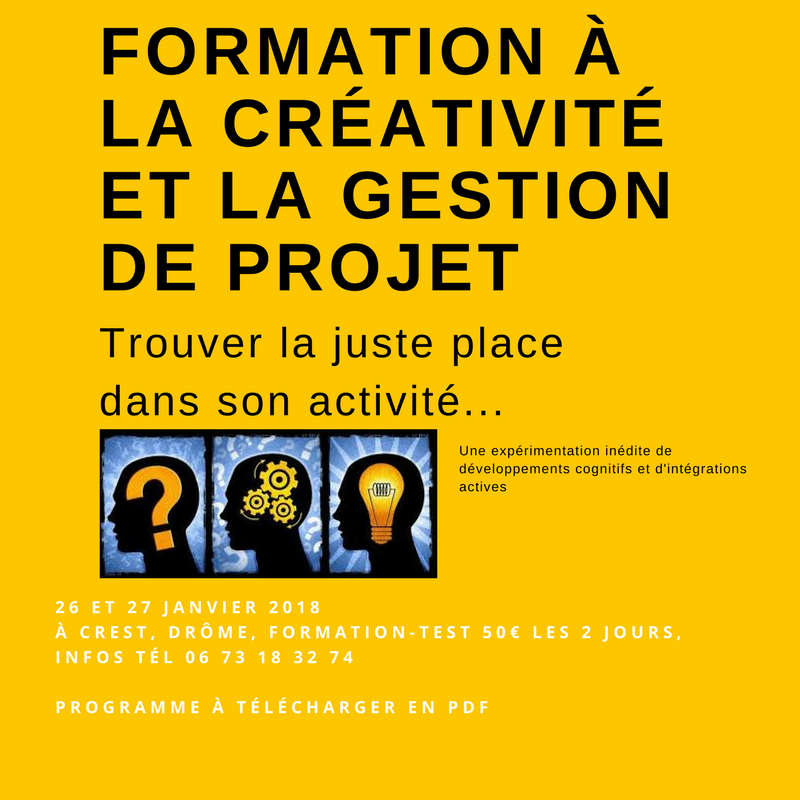 FORMATION À
LA CRÉATIVITÉ
ET LA GESTION
DE PROJET
Trouver la juste place
dans son activité...
Une expérimentation inédite de
développements cognitifs et d'intégrations
actives
26 ET 27 JANVIER 2018
À CREST, DRÔME, FORMATION-TEST 50€ LES 2 JOURS,
INFOS TÉL 06 73 18 32 74
PROGRAMME À TÉLÉCHARGER EN PDF